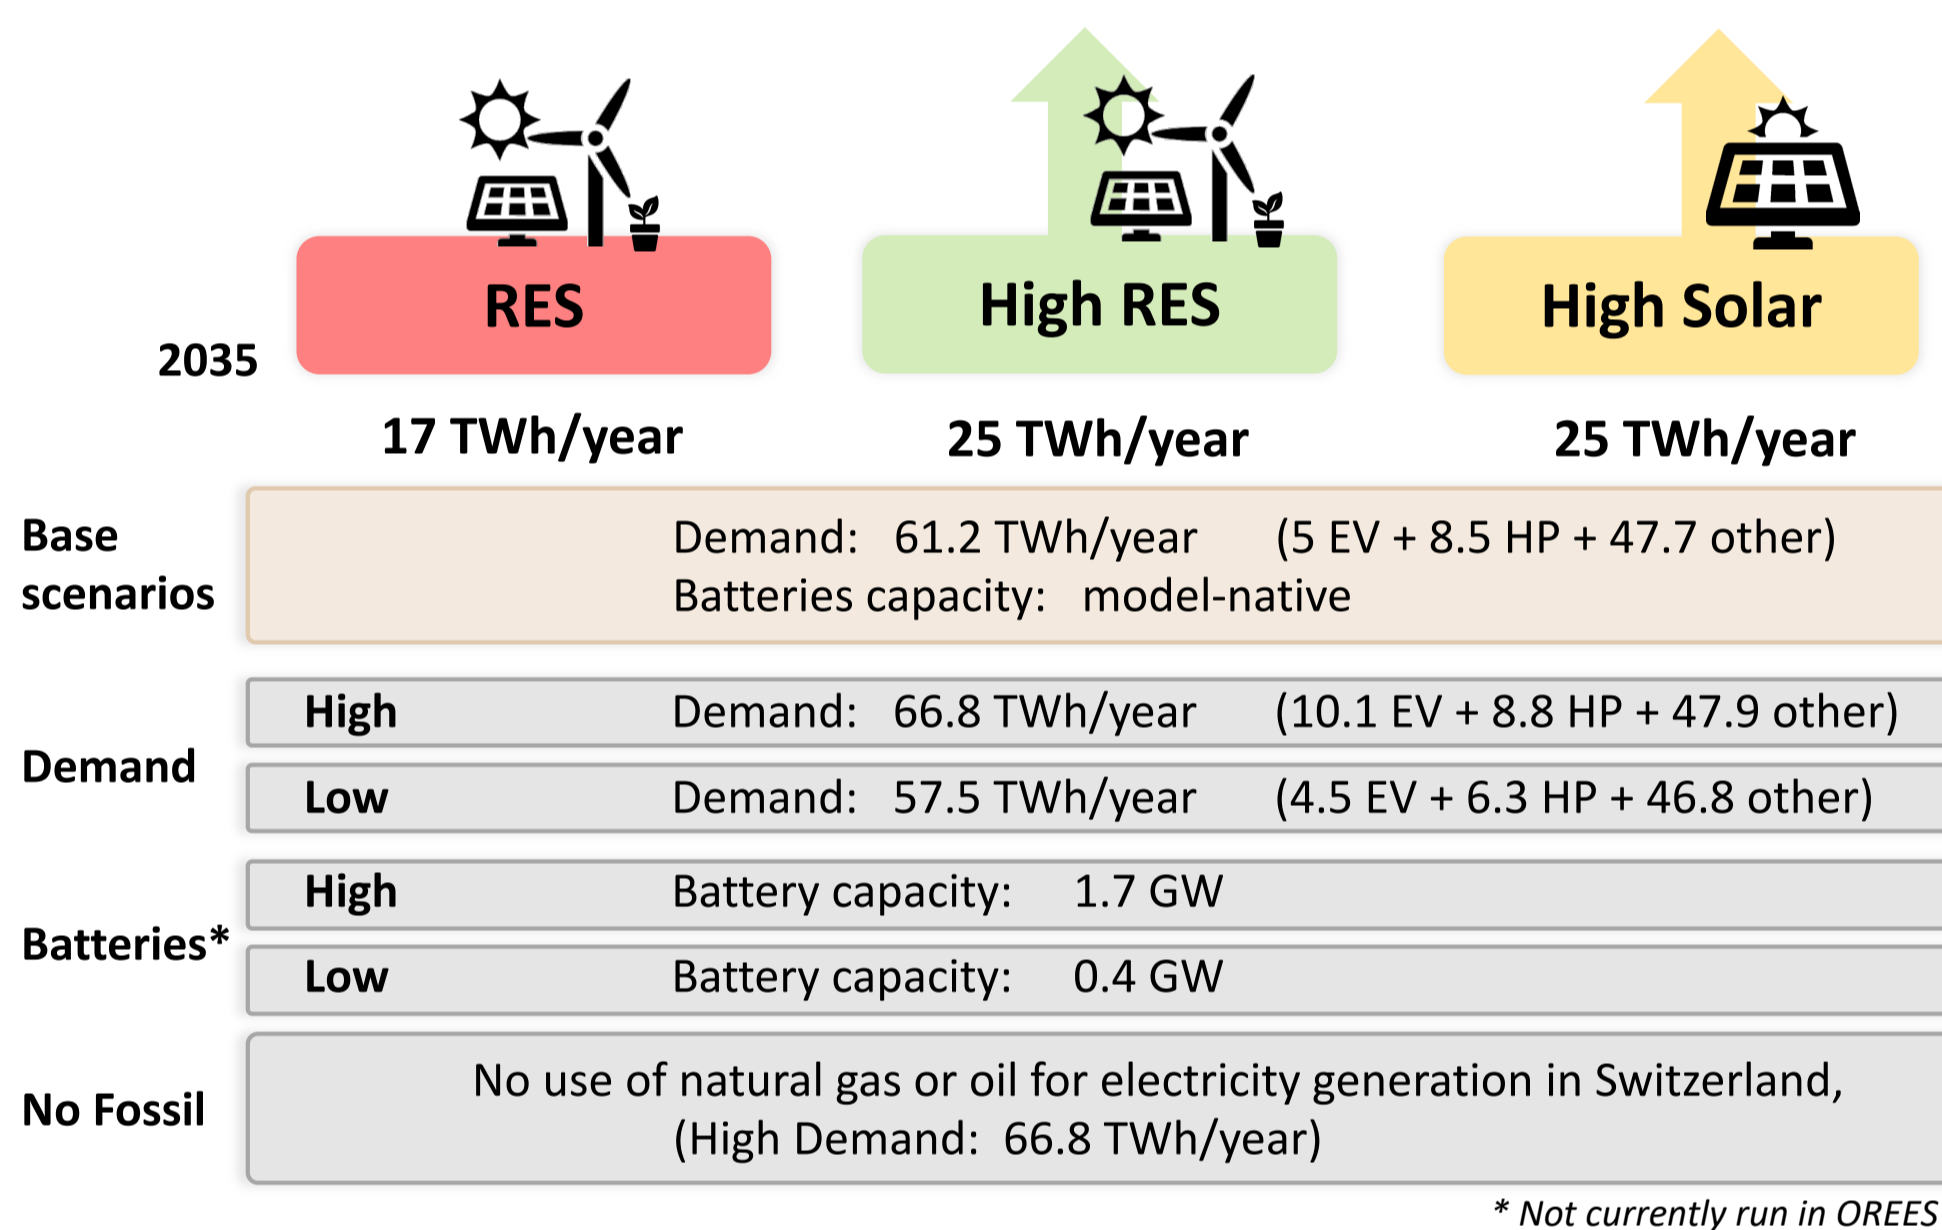 RES
High RES
High Solar
2035
17 TWh/year
25 TWh/year
25 TWh/year
Base
scenarios
Demand: 61.2 TWh/year (5 EV + 8.5 HP + 47.7 other)
Batteries capacity: model-native
Demand
High Demand: 66.8 TWh/year (10.1 EV + 8.8 HP + 47.9 other)
Low Demand: 57.5 TWh/year (4.5 EV + 6.3 HP + 46.8 other)
Batteries*
High Battery capacity: 1.7 GW
Low Battery capacity: 0.4 GW
No Fossil
No use of natural gas or oil for electricity generation in Switzerland,
(High Demand: 66.8 TWh/year)
* Not currently run in OREES